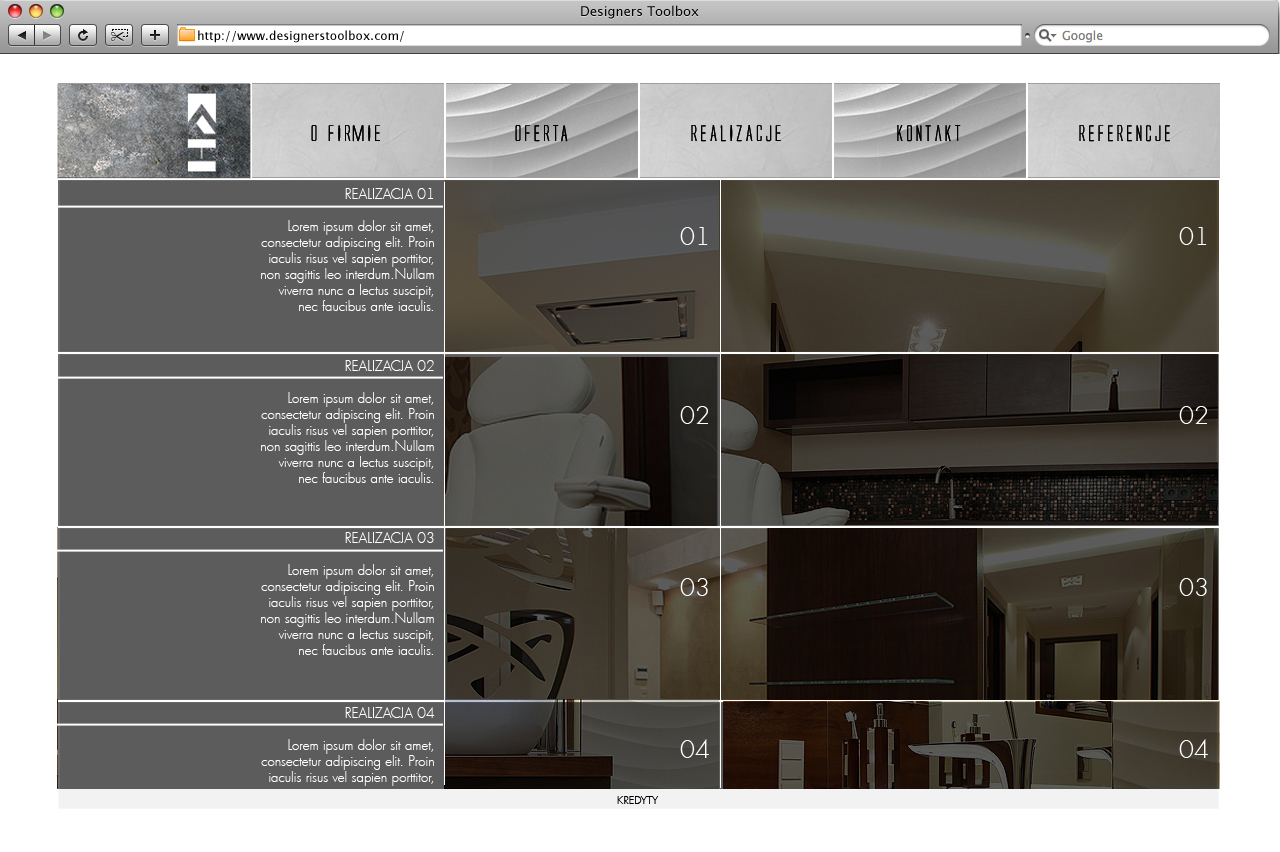 Designers Toolbox
http://www.designerstoolbox.com/
Google
O FIRMIE
OFERTA
REALIZACJE
KONTAKT
REFERENCJE
REALIZACJA 01
Lorem ipsum dolor sit amet,
consectetur adipiscing elit. Proin
iaculis risus vel sapien porttitor,
non sagittis leo interdum.Nullam
viverra nunc a lectus suscipit,
nec faucibus ante iaculis.
01
01
REALIZACJA 02
Lorem ipsum dolor sit amet,
consectetur adipiscing elit. Proin
iaculis risus vel sapien porttitor,
non sagittis leo interdum.Nullam
viverra nunc a lectus suscipit,
nec faucibus ante iaculis.
02
02
REALIZACJA 03
Lorem ipsum dolor sit amet,
consectetur adipiscing elit. Proin
iaculis risus vel sapien porttitor,
non sagittis leo interdum.Nullam
viverra nunc a lectus suscipit,
nec faucibus ante iaculis.
03
03
REALIZACJA 04
Lorem ipsum dolor sit amet,
consectetur adipiscing elit. Proin
iaculis risus vel sapien porttitor,
04
04
KREDYTY